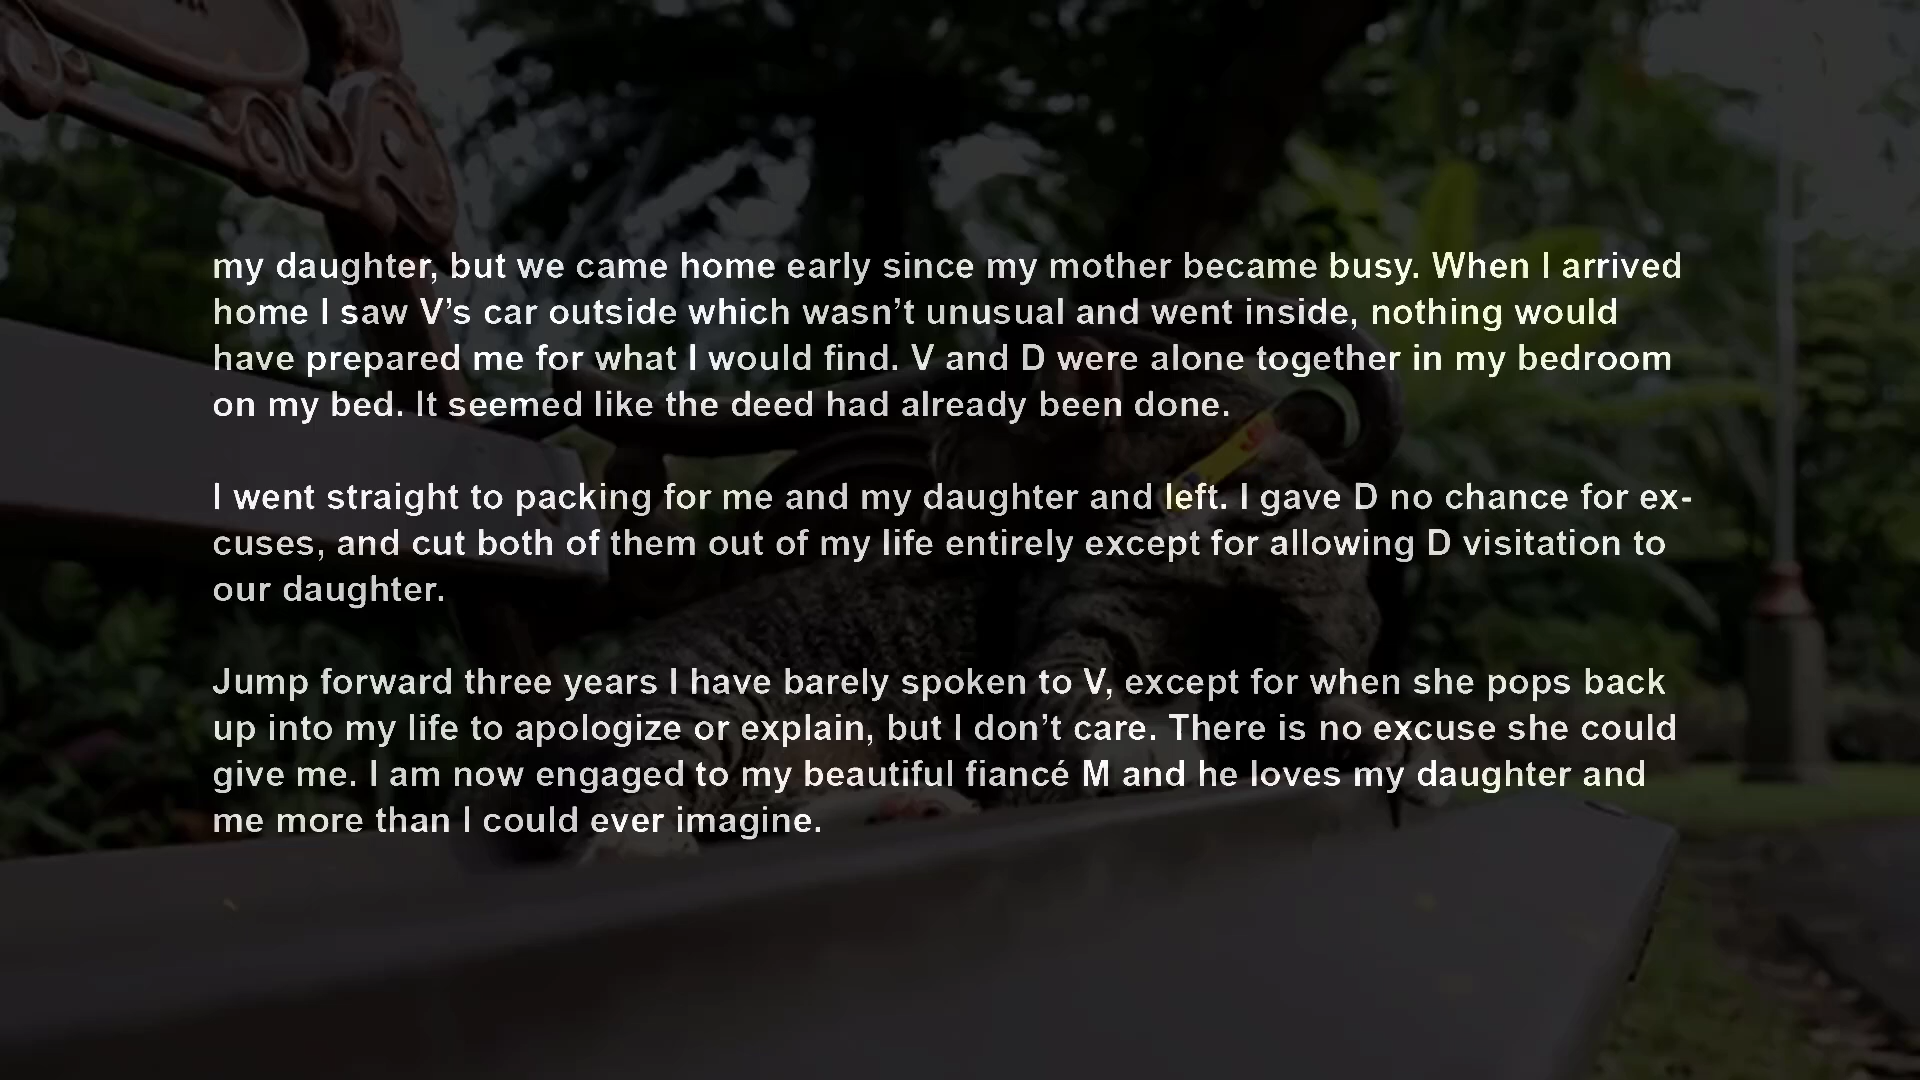 my daughter, but we came home early since my mother became busy. When I arrived
home I saw V’s car outside which wasn’t unusual and went inside, nothing would
have prepared me for what I would find. V and D were alone together in my bedroom
on my bed. It seemed like the deed had already been done.
I went straight to packing for me and my daughter and left. I gave D no chance for ex-
cuses, and cut both of them out of my life entirely except for allowing D visitation to
our daughter.
Jump forward three years I have barely spoken to V, except for when she pops back
up into my life to apologize or explain, but I don’t care. There is no excuse she could
give me. I am now engaged to my beautiful fiancé M and he loves my daughter and
me more than I could ever imagine.